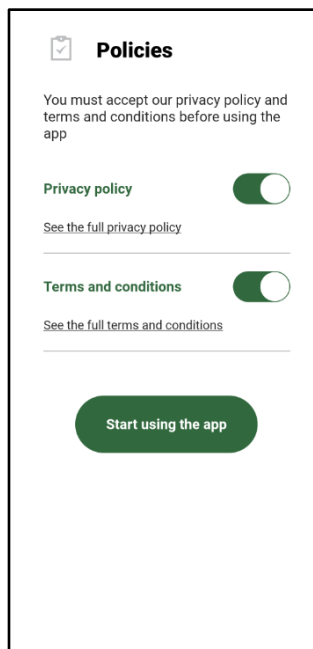 Policies
You must accept our privacy policy and
terms and conditions before using the
app
Privacy policy
See the full privacy policy
Terms and conditions
See the full terms and conditions
Start using the app